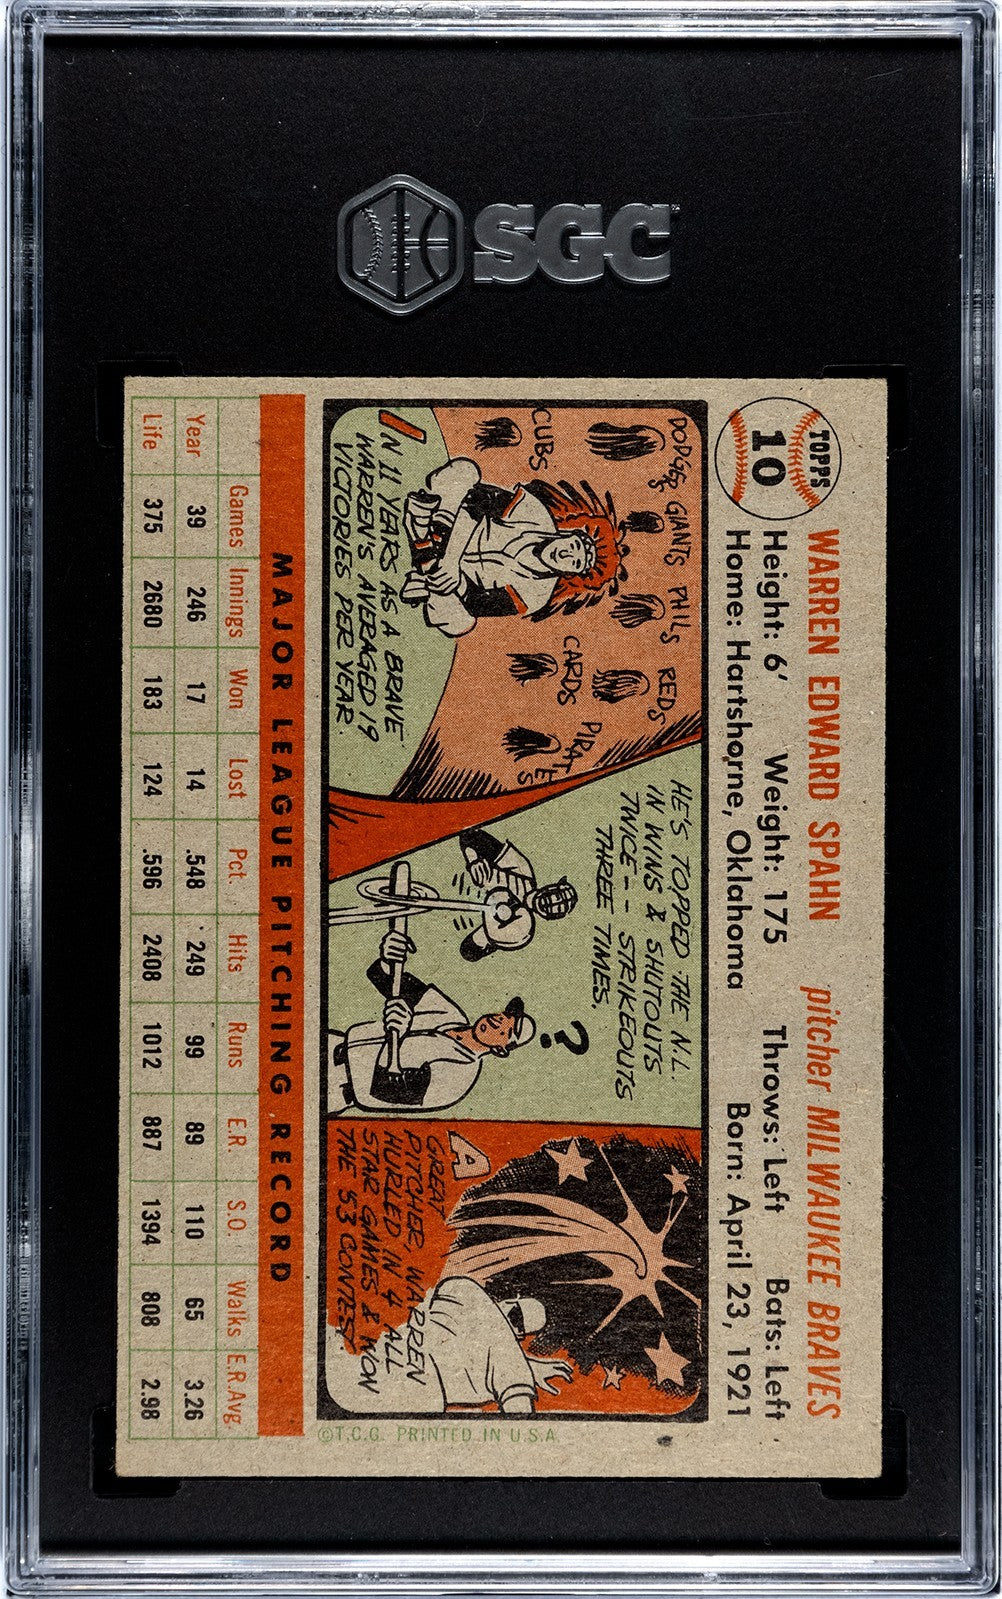 SGC
TOPPS
10
WARREN EDWARD SPAHN pitcher MILWAUKEE BRAVES
Height: 6' Weight: 175 Throws: Left Bats: Left
Home: Hartshorne, Oklahoma Born: April 23, 1921
DODGERS
GIANTS
PHILS
REDS
CUBS
CARDS
PIRATES
IN 11 YEARS AS A BRAVE
WARREN'S AVERAGED 19
VICTORIES PER YEAR.
HE'S TOPPED THE N.L.
IN WINS & SHUTOUTS
TWICE -- STRIKEOUTS
THREE TIMES.
?
A
GREAT
PITCHER, WARREN
HURLED IN 4 ALL
STAR GAMES & WON
THE '53 CONTEST.
©T.C.G. PRINTED IN U.S.A.
MAJOR LEAGUE PITCHING RECORD
Games Innings Won Lost Pct. Hits Runs E.R. S.O. Walks E.R.Avg.
Year 39 246 17 14 .548 249 99 89 110 65 3.26
Life 375 2680 183 124 .596 2408 1012 887 1394 808 2.98